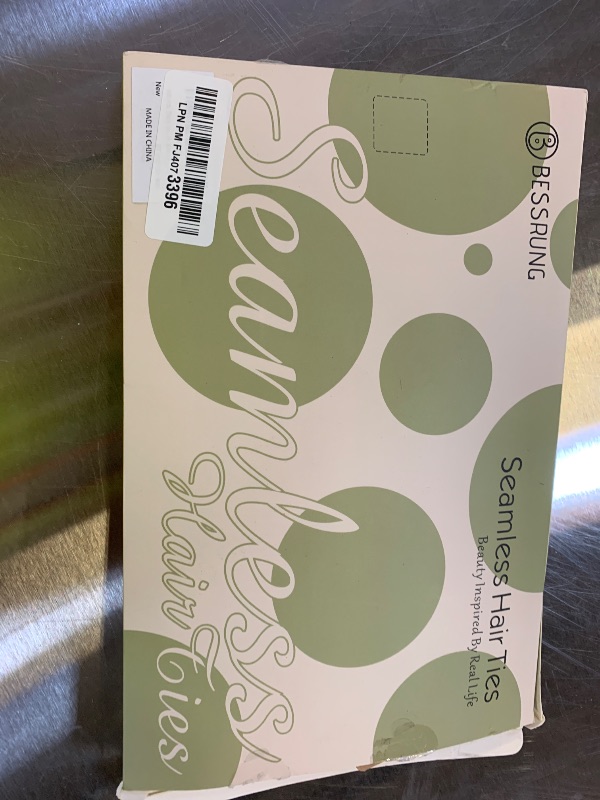 BESSRUNG
Seamless Hair Ties
Beauty Inspired By Real Life
Seamless
Hair Ties
LPN PM FJ407 3396
New
MADE IN CHINA